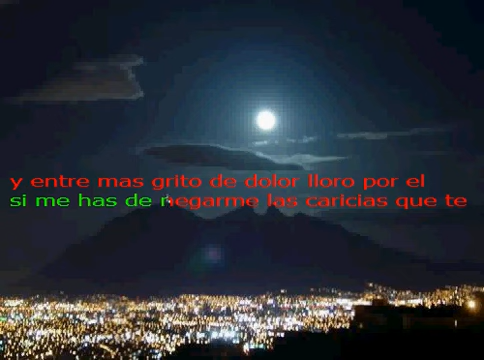 y entre mas grito de dolor lloro por el
si me has de negarme las caricias que te